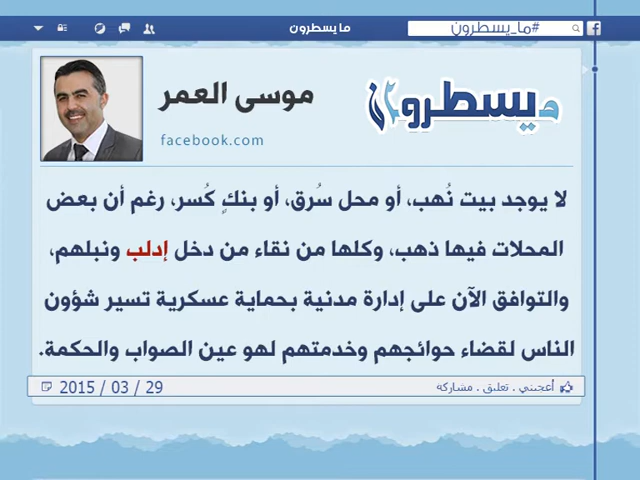 ما يسطرون
#ما_يسطرون
موسى العمر
facebook.com
ما يسطرون
لا يوجد بيت نُهب، أو محل سُرق، أو بنكٍ كُسر، رغم أن بعض
المحلات فيها ذهب، وكلها من نقاء من دخل إدلب ونبلهم،
والتوافق الآن على إدارة مدنية بحماية عسكرية تسير شؤون
الناس لقضاء حوائجهم وخدمتهم لهو عين الصواب والحكمة.
أعجبني . تعليق . مشاركة
2015 / 03 / 29